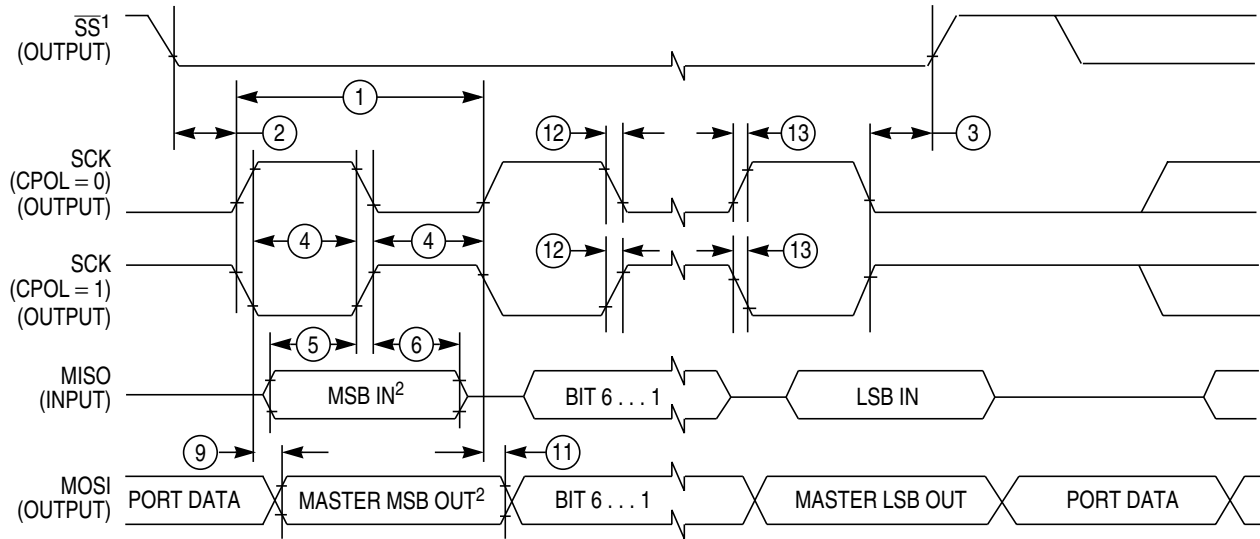 SS¹
(OUTPUT)
1
2
12
13
3
SCK
(CPOL = 0)
(OUTPUT)
4
4
SCK
(CPOL = 1)
(OUTPUT)
12
13
5
6
MISO
(INPUT)
MSB IN²
BIT 6 . . . 1
LSB IN
9
11
MOSI
(OUTPUT)
PORT DATA
MASTER MSB OUT²
BIT 6 . . . 1
MASTER LSB OUT
PORT DATA